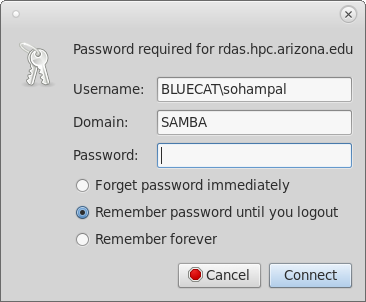 Password required for rdas.hpc.arizona.edu
Username: BLUECAT\sohampal
Domain: SAMBA
Password:
Forget password immediately
Remember password until you logout
Remember forever
Cancel Connect